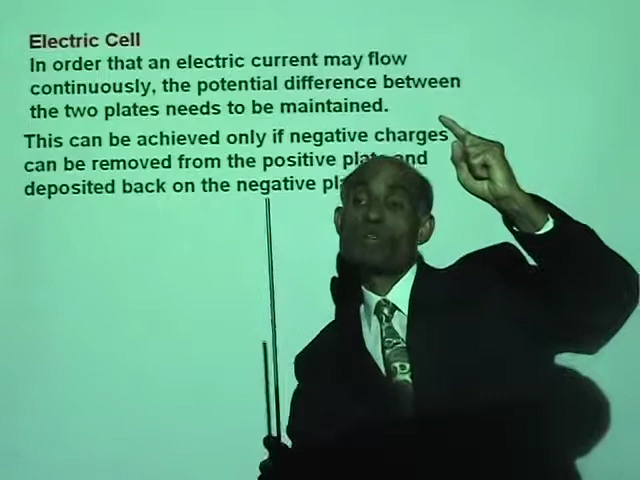 Electric Cell
In order that an electric current may flow
continuously, the potential difference between
the two plates needs to be maintained.
This can be achieved only if negative charges
can be removed from the positive plate and
deposited back on the negative